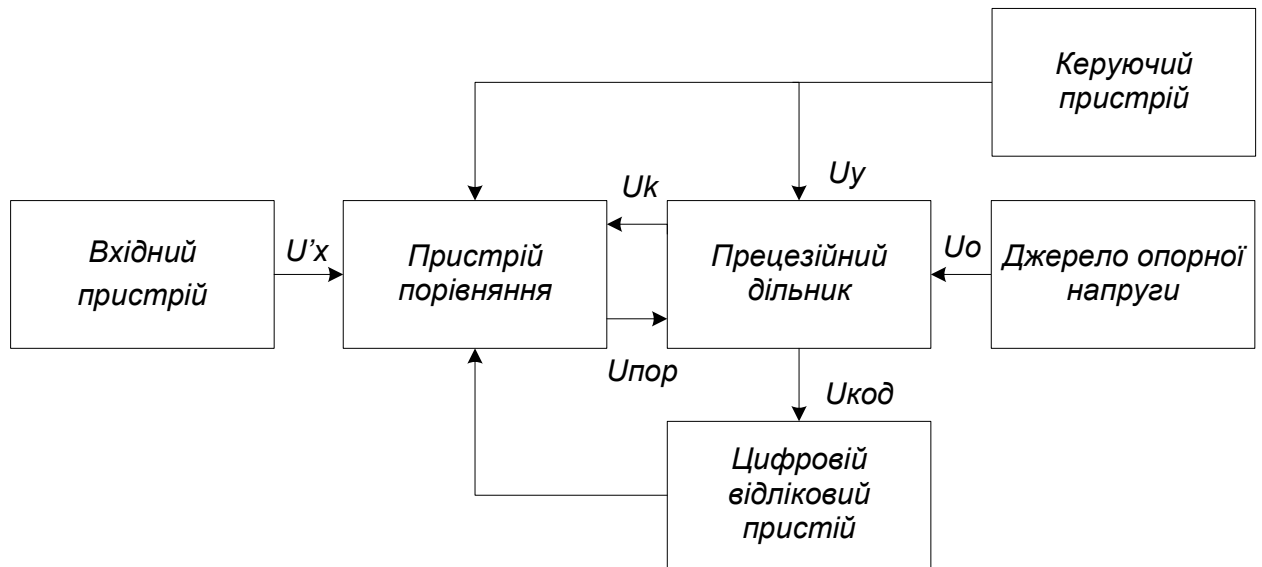 Керуючий
пристрій
Uk
Uy
Вхідний
пристрій
U’x
Пристрій
порівняння
Прецезійний
дільник
Uo
Джерело опорної
напруги
Uпор
Uкод
Цифровій
відліковий
пристій